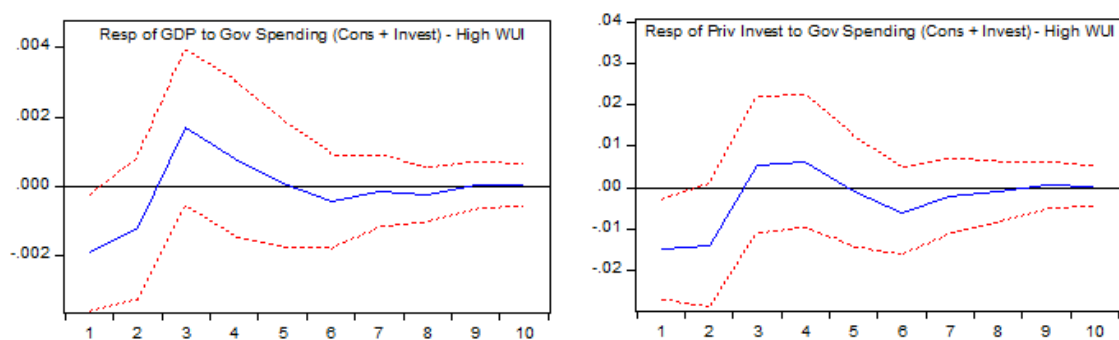 Resp of GDP to Gov Spending (Cons + Invest) - High WUI
.004
.002
.000
-.002
1 2 3 4 5 6 7 8 9 10
Resp of Priv Invest to Gov Spending (Cons + Invest) - High WUI
.04
.03
.02
.01
.00
-.01
-.02
1 2 3 4 5 6 7 8 9 10